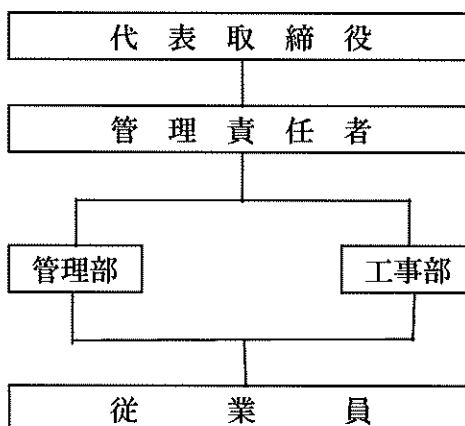 代表取締役
管理責任者
管理部
工事部
従業員